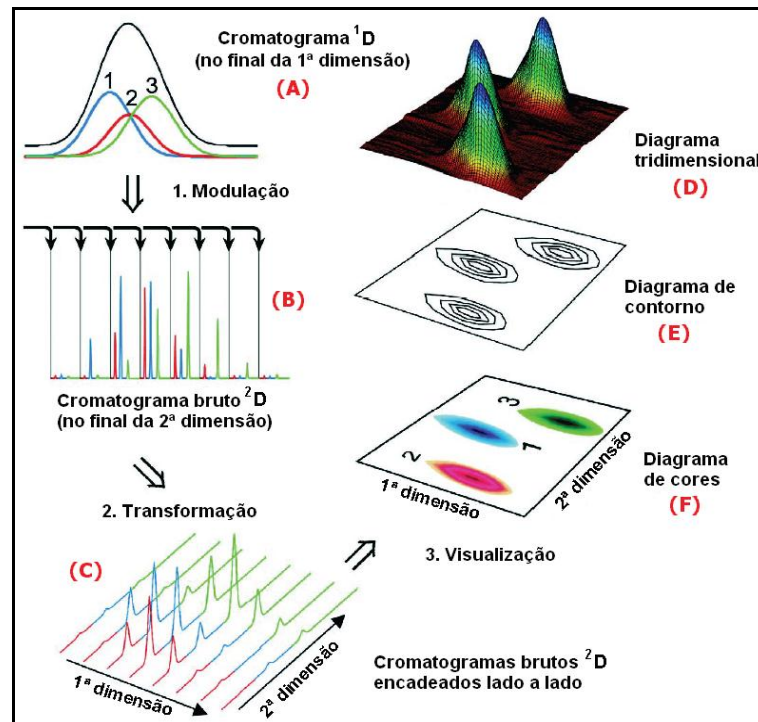 Cromatograma ¹D
(no final da 1ª dimensão)
(A)
1
2
3
1. Modulação
(B)
Cromatograma bruto ²D
(no final da 2ª dimensão)
2. Transformação
(C)
1ª dimensão
2ª dimensão
Cromatogramas brutos ²D
encadeados lado a lado
Diagrama
tridimensional
(D)
Diagrama de
contorno
(E)
3
1
2
1ª dimensão
2ª dimensão
Diagrama
de cores
(F)
3. Visualização